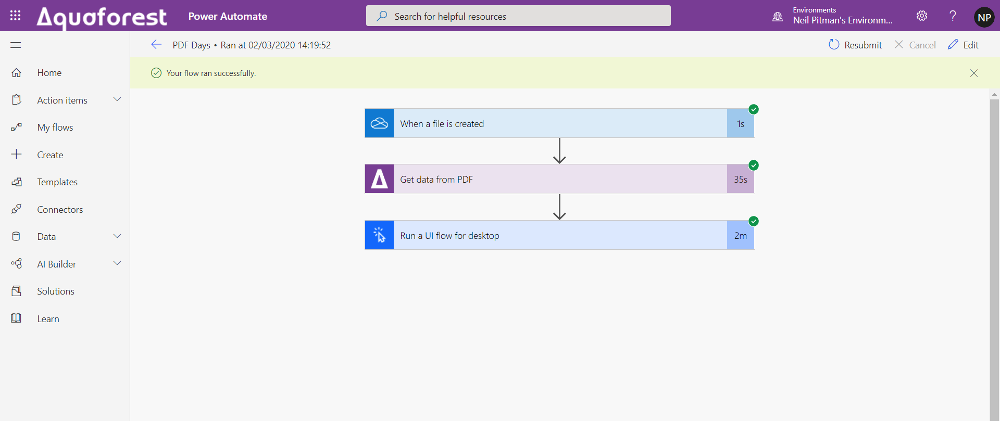 Aquaforest
Power Automate
Search for helpful resources
Environments
Neil Pitman's Environm...
?
NP
PDF Days • Ran at 02/03/2020 14:19:52
Resubmit
Cancel
Edit
Your flow ran successfully.
Home
Action items
My flows
Create
Templates
Connectors
Data
AI Builder
Solutions
Learn
When a file is created
1s
Get data from PDF
35s
Run a UI flow for desktop
2m